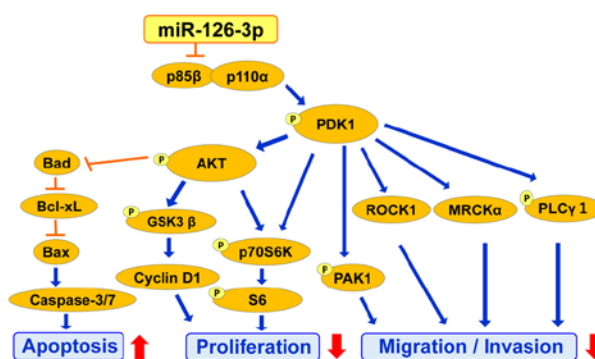 miR-126-3p
p85β p110α
P PDK1
Bad P AKT
Bcl-xL P GSK3 β P p70S6K ROCK1 MRCKα P PLCγ 1
Bax
Caspase-3/7 Cyclin D1 P S6 P PAK1
Apoptosis Proliferation Migration / Invasion